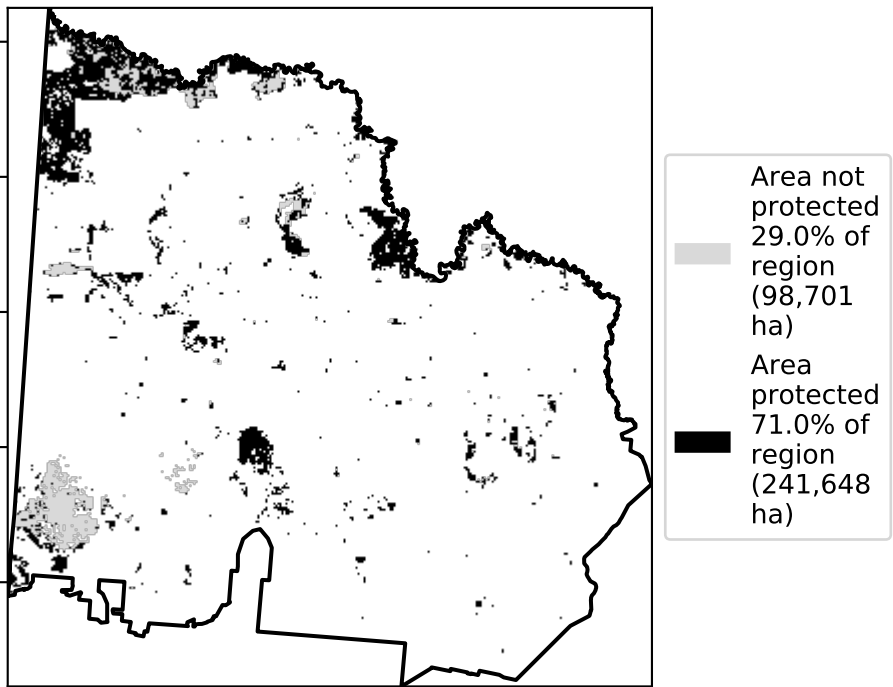 Area not
protected
29.0% of
region
(98,701
ha)
Area
protected
71.0% of
region
(241,648
ha)